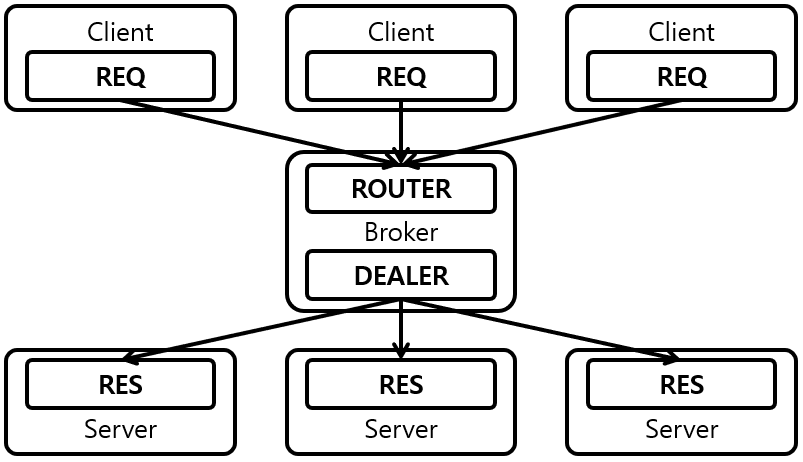 Client
Client
Client
REQ
REQ
REQ
ROUTER
Broker
DEALER
RES
RES
RES
Server
Server
Server